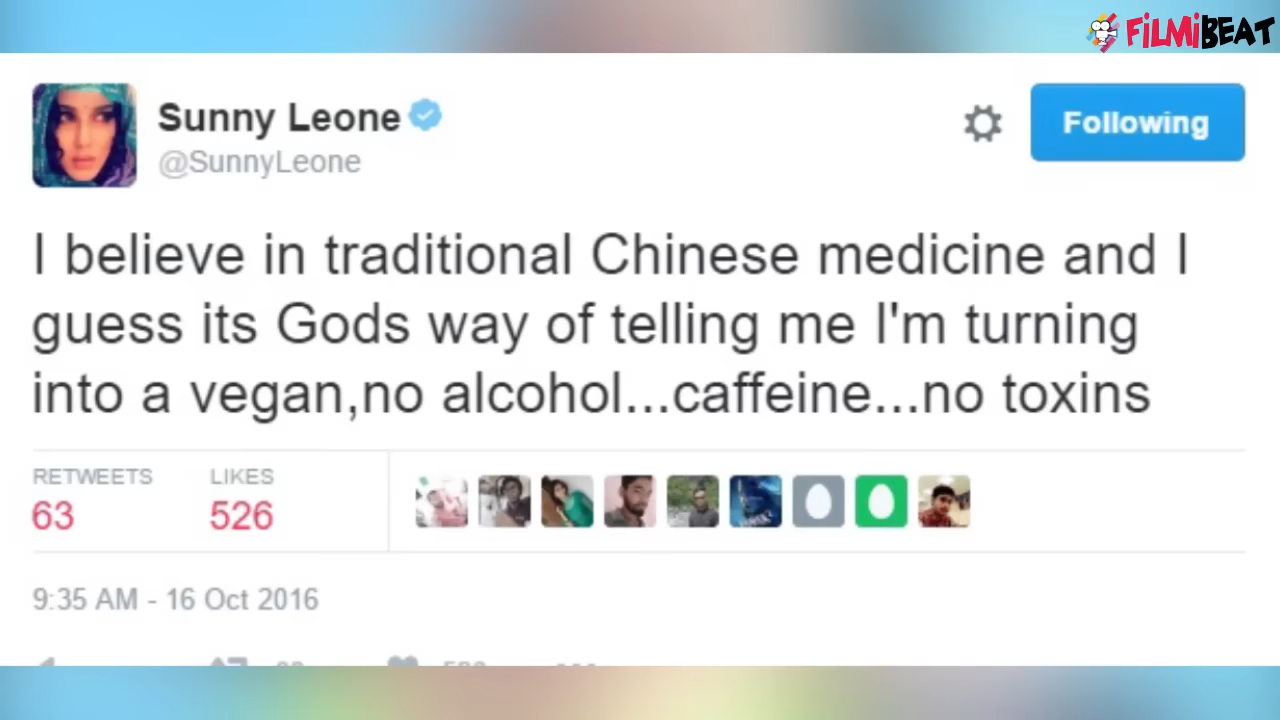 FILMIBEAT
Sunny Leone
@SunnyLeone
Following
I believe in traditional Chinese medicine and I
guess its Gods way of telling me I'm turning
into a vegan,no alcohol...caffeine...no toxins
RETWEETS LIKES
63 526
9:35 AM - 16 Oct 2016